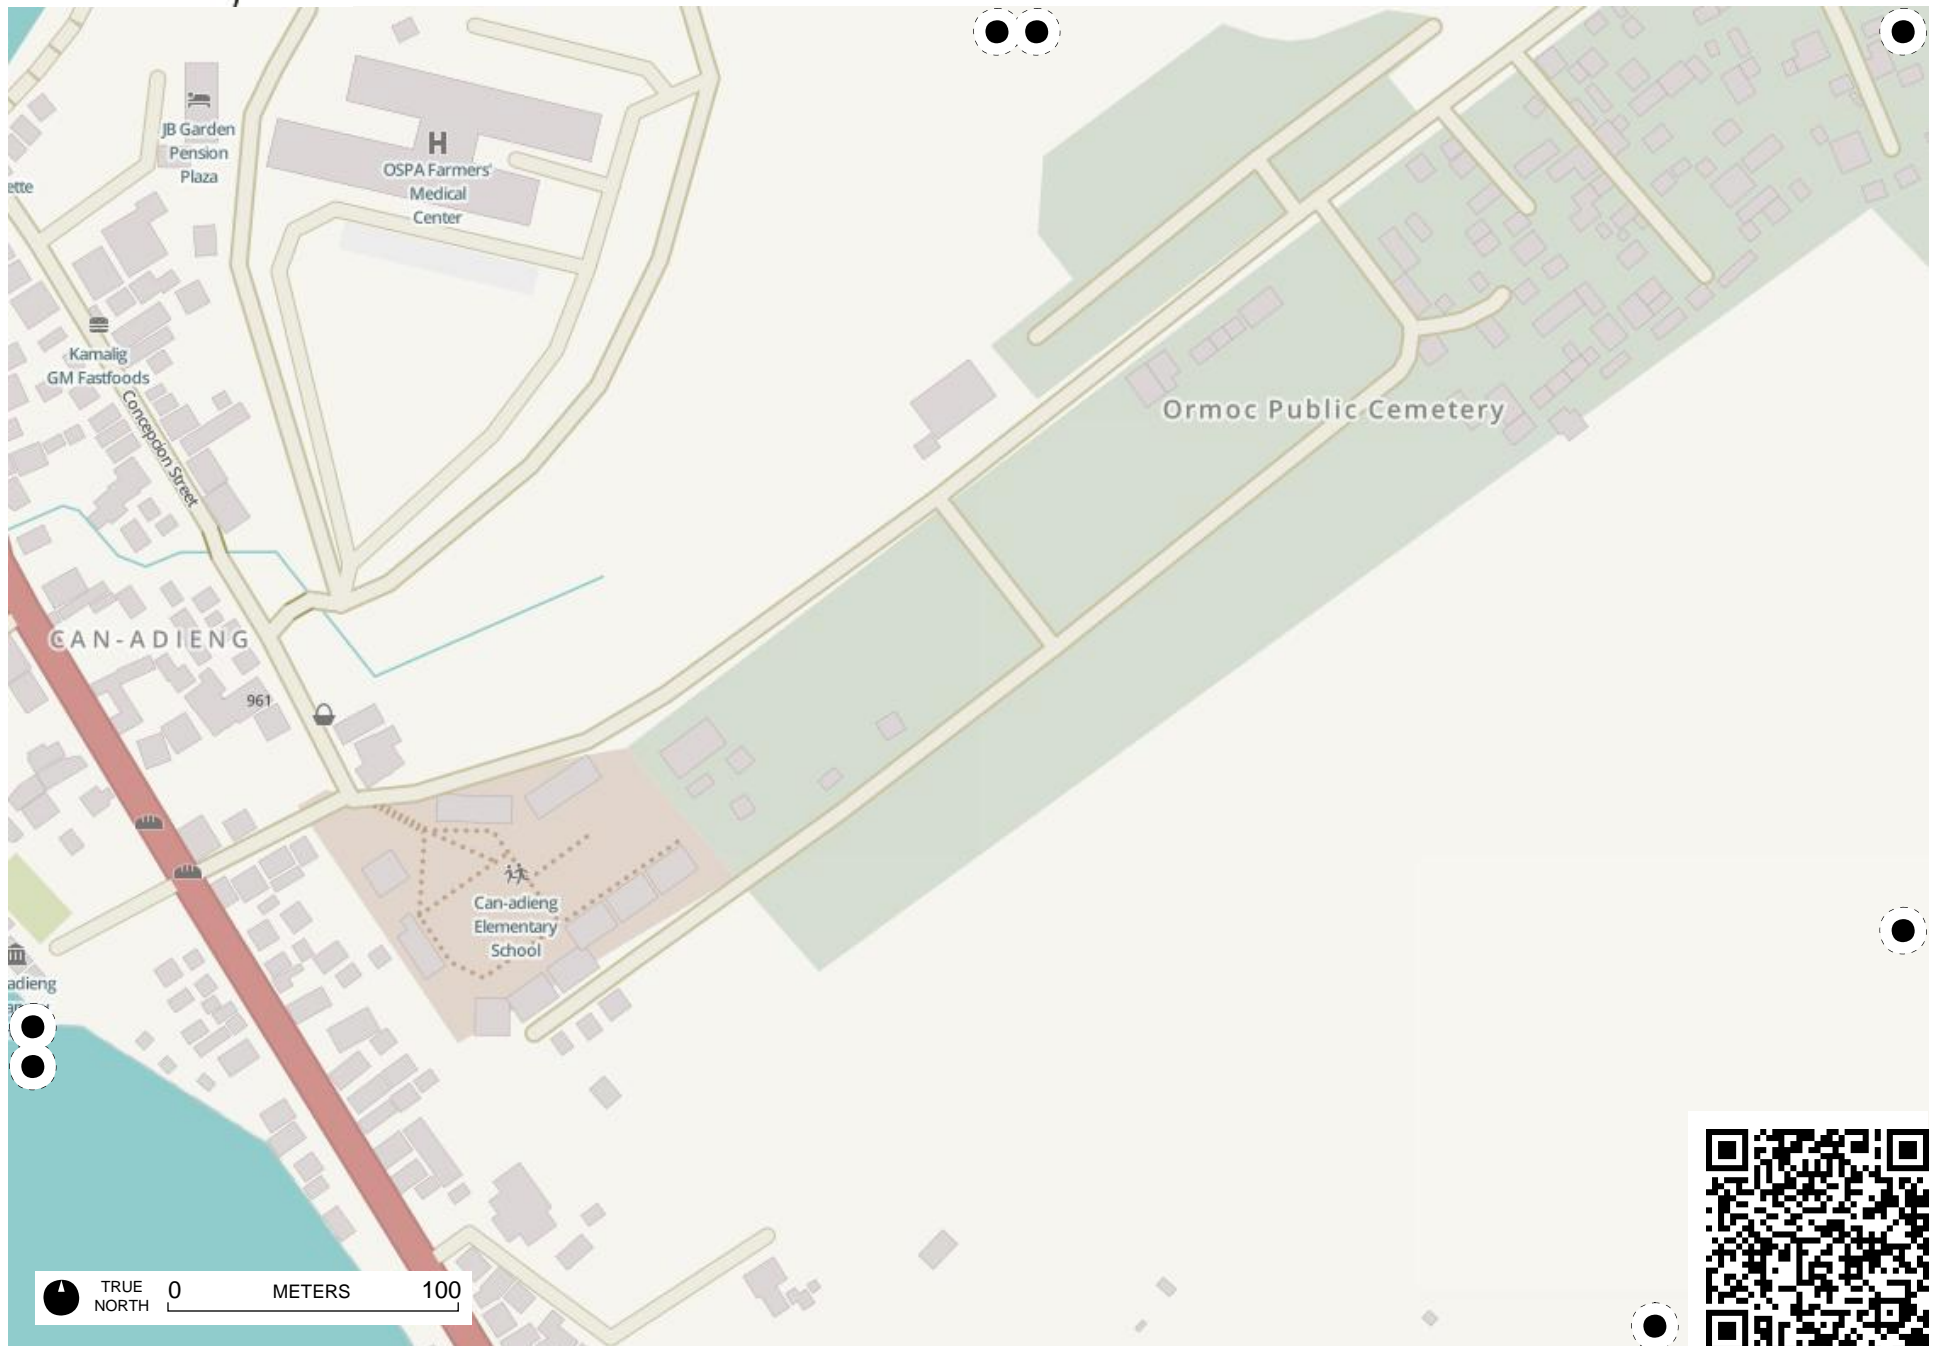 JB Garden
Pension
Plaza
H
OSPA Farmers'
Medical
Center
ette
Kamalig
GM Fastfoods
Concepcion Street
Ormoc Public Cemetery
CAN-ADIENG
961
Can-adieng
Elementary
School
adieng
TRUE
NORTH
0 METERS 100